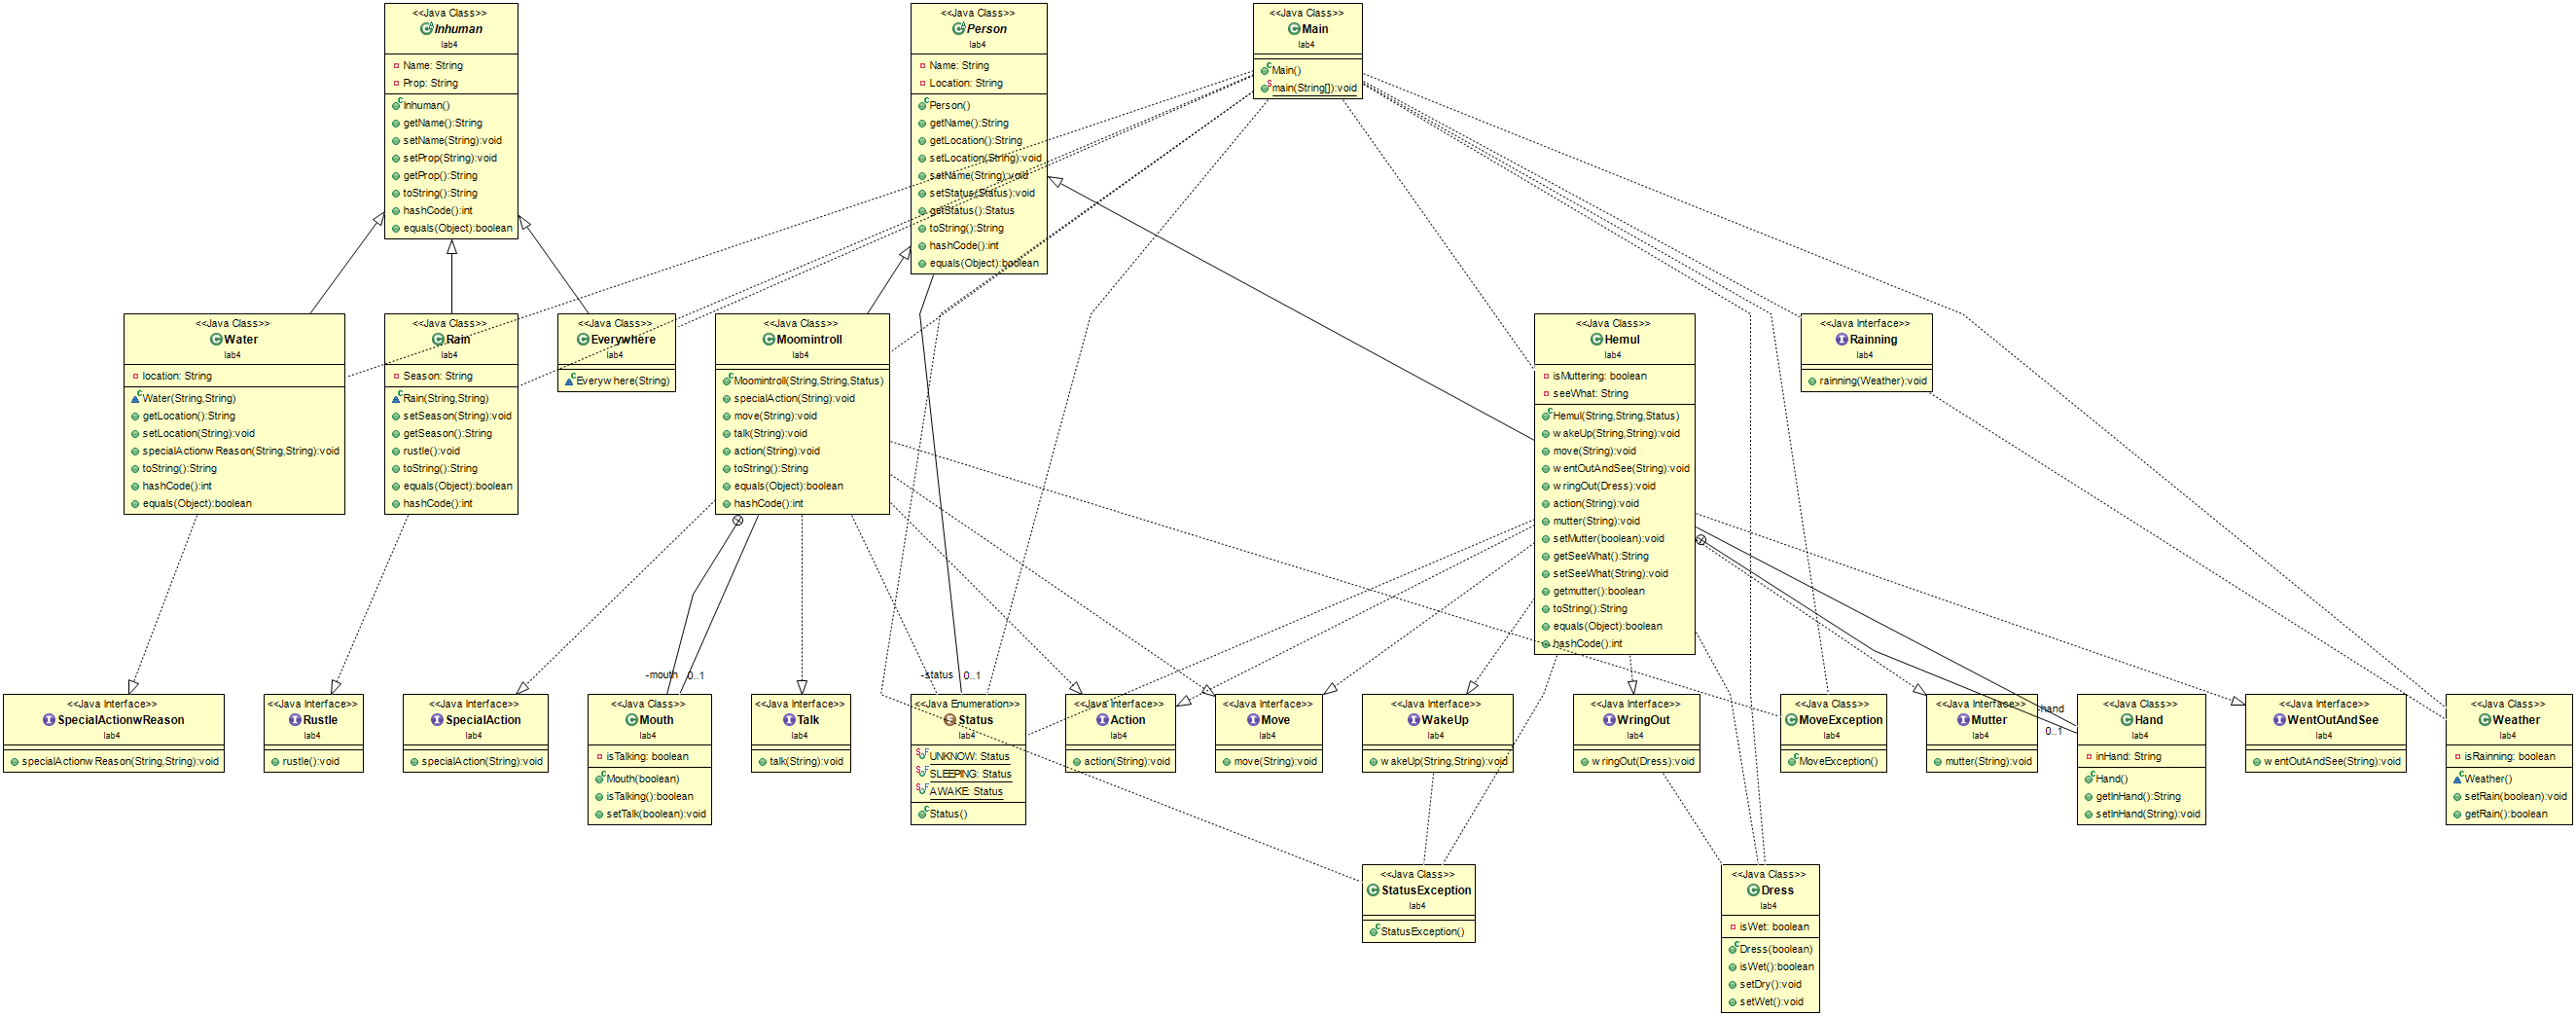 <<Java Class>>
Inhuman
lab4
Name: String
Prop: String
Inhuman()
getName():String
setName(String):void
setProp(String):void
getProp():String
toString():String
hashCode():int
equals(Object):boolean
<<Java Class>>
Person
lab4
Name: String
Location: String
Person()
getName():String
getLocation():String
setLocation(String):void
setName(String):void
setStatus(Status):void
getStatus():Status
toString():String
hashCode():int
equals(Object):boolean
<<Java Class>>
Main
lab4
Main()
main(String[]):void
<<Java Class>>
Water
lab4
location: String
Water(String,String)
getLocation():String
setLocation(String):void
specialActionwReason(String,String):void
toString():String
hashCode():int
equals(Object):boolean
<<Java Class>>
Rain
lab4
Season: String
Rain(String,String)
setSeason(String):void
getSeason():String
rustle():void
toString():String
equals(Object):boolean
hashCode():int
<<Java Class>>
Everywhere
lab4
Everywhere(String)
<<Java Class>>
Moomintroll
lab4
Moomintroll(String,String,Status)
specialAction(String):void
move(String):void
talk(String):void
action(String):void
toString():String
equals(Object):boolean
hashCode():int
<<Java Class>>
Hemul
lab4
isMuttering: boolean
seeWhat: String
Hemul(String,String,Status)
wakeUp(String,String):void
move(String):void
wentOutAndSee(String):void
wringOut(Dress):void
action(String):void
mutter(String):void
setMutter(boolean):void
getSeeWhat():String
setSeeWhat(String):void
getmutter():boolean
toString():String
equals(Object):boolean
hashCode():int
<<Java Interface>>
Rainning
lab4
rainning(Weather):void
-mouth 0..1
-status 0..1
-hand
0..1
<<Java Interface>>
SpecialActionwReason
lab4
specialActionwReason(String,String):void
<<Java Interface>>
Rustle
lab4
rustle():void
<<Java Interface>>
SpecialAction
lab4
specialAction(String):void
<<Java Class>>
Mouth
lab4
isTalking: boolean
Mouth(boolean)
isTalking():boolean
setTalk(boolean):void
<<Java Interface>>
Talk
lab4
talk(String):void
<<Java Enumeration>>
Status
lab4
UNKNOW: Status
SLEEPING: Status
AWAKE: Status
Status()
<<Java Interface>>
Action
lab4
action(String):void
<<Java Interface>>
Move
lab4
move(String):void
<<Java Interface>>
WakeUp
lab4
wakeUp(String,String):void
<<Java Interface>>
WringOut
lab4
wringOut(Dress):void
<<Java Class>>
MoveException
lab4
MoveException()
<<Java Interface>>
Mutter
lab4
mutter(String):void
<<Java Class>>
Hand
lab4
inHand: String
Hand()
getInHand():String
setInHand(String):void
<<Java Interface>>
WentOutAndSee
lab4
wentOutAndSee(String):void
<<Java Class>>
Weather
lab4
isRainning: boolean
Weather()
setRain(boolean):void
getRain():boolean
<<Java Class>>
StatusException
lab4
StatusException()
<<Java Class>>
Dress
lab4
isWet: boolean
Dress(boolean)
isWet():boolean
setDry():void
setWet():void